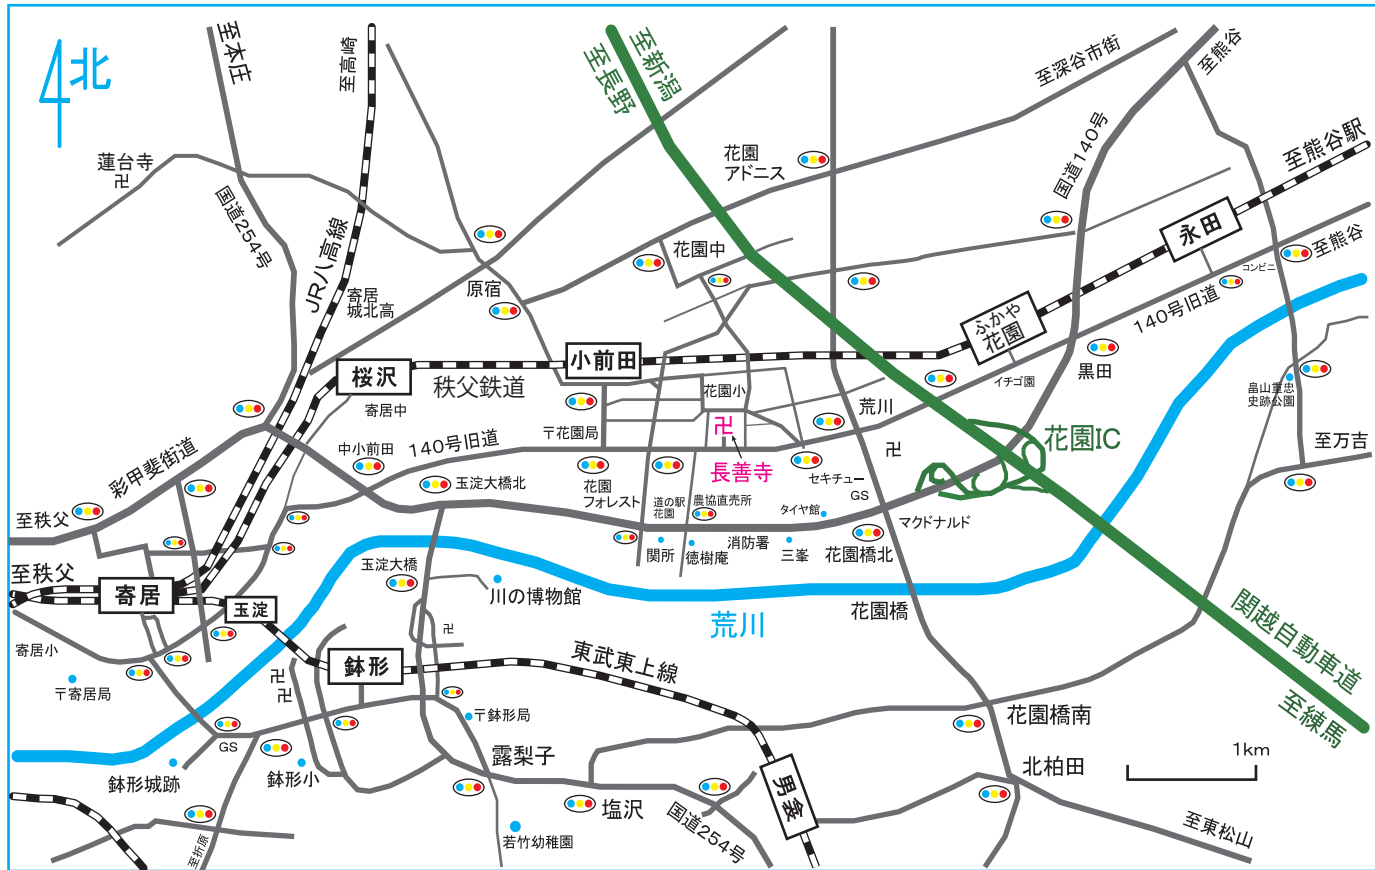 北
至本庄
至高崎
至新潟
至長野
至深谷市街
至熊谷
国道140号
至熊谷駅
蓮台寺
卍
国道254号
JR八高線
花園
アドニス
花園中
永田
コンビニ
至熊谷
寄居
城北高
原宿
ふかや
花園
140号旧道
小前田
桜沢
秩父鉄道
花園小
イチゴ園
黒田
畠山重忠
史跡公園
寄居中
荒川
〒花園局
卍
長善寺
卍
花園IC
至万吉
彩甲斐街道
中小前田
140号旧道
玉淀大橋北
花園
フォレスト
道の駅
花園
農協直売所
セキチュー
GS
タイヤ館
マクドナルド
至秩父
関所
徳樹庵
消防署
三峯
花園橋北
至秩父
寄居
玉淀
玉淀大橋
川の博物館
荒川
花園橋
関越自動車道
至練馬
寄居小
〒寄居局
卍
卍
卍
鉢形
東武東上線
〒鉢形局
花園橋南
GS
鉢形城跡
鉢形小
露梨子
1km
北柏田
男衾
塩沢
国道254号
至東松山
至折原
若竹幼稚園